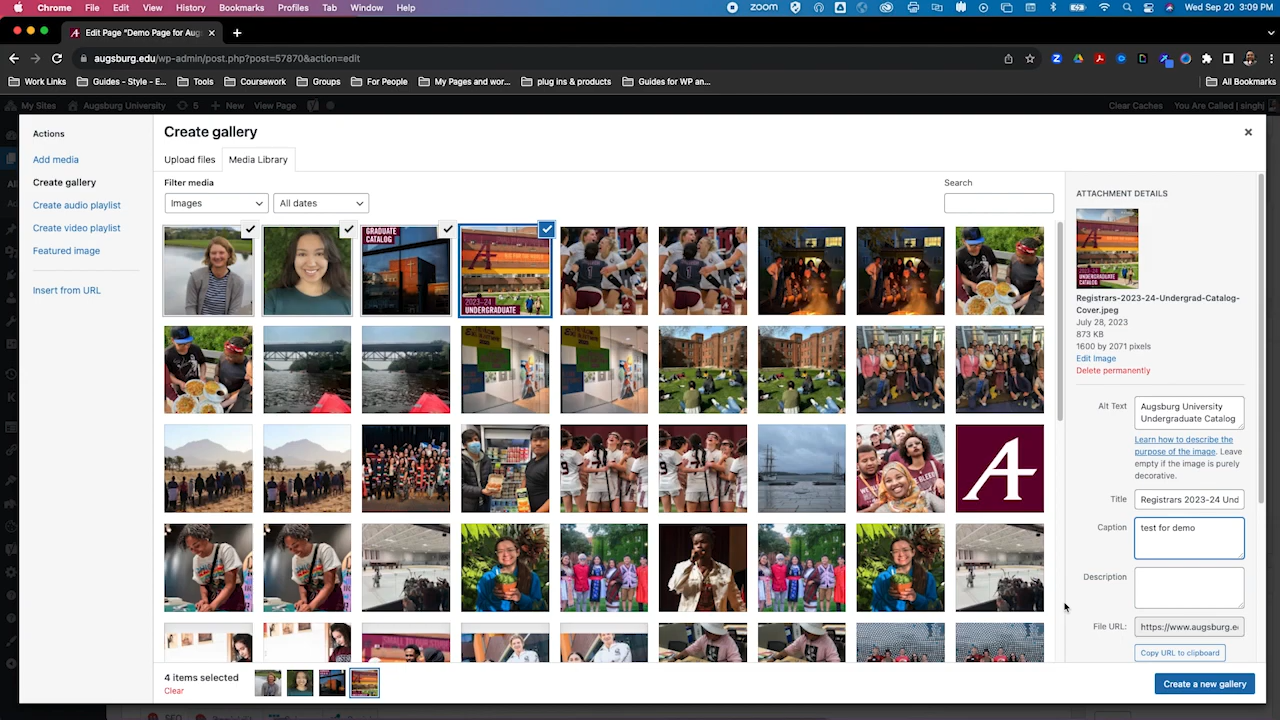 Chrome File Edit View History Bookmarks Profiles Tab Window Help ZOOM Wed Sep 20 3:09 PM
Edit Page "Demo Page for Aug
augsburg.edu/wp-admin/post.php?post=57870&action=edit
Work Links Guides - Style - E... Tools Coursework Groups For People My Pages and wor... plug ins & products Guides for WP an... All Bookmarks
My Sites Augsburg University 5 New View Page Clear Caches You Are Called | singhj
Actions
Add media
Create gallery
Create audio playlist
Create video playlist
Featured image
Insert from URL
Create gallery
Upload files Media Library
Filter media
Images All dates
Search
GRADUATE
CATALOG
2023-24
UNDERGRADUATE
4 items selected
Clear
ATTACHMENT DETAILS
Registrars-2023-24-Undergrad-Catalog-
Cover.jpeg
July 28, 2023
873 KB
1600 by 2071 pixels
Edit Image
Delete permanently
Alt Text Augsburg University
Undergraduate Catalog
Learn how to describe the
purpose of the image. Leave
empty if the image is purely
decorative.
Title Registrars 2023-24 Und
Caption test for demo
Description
File URL: https://www.augsburg.e
Copy URL to clipboard
Create a new gallery